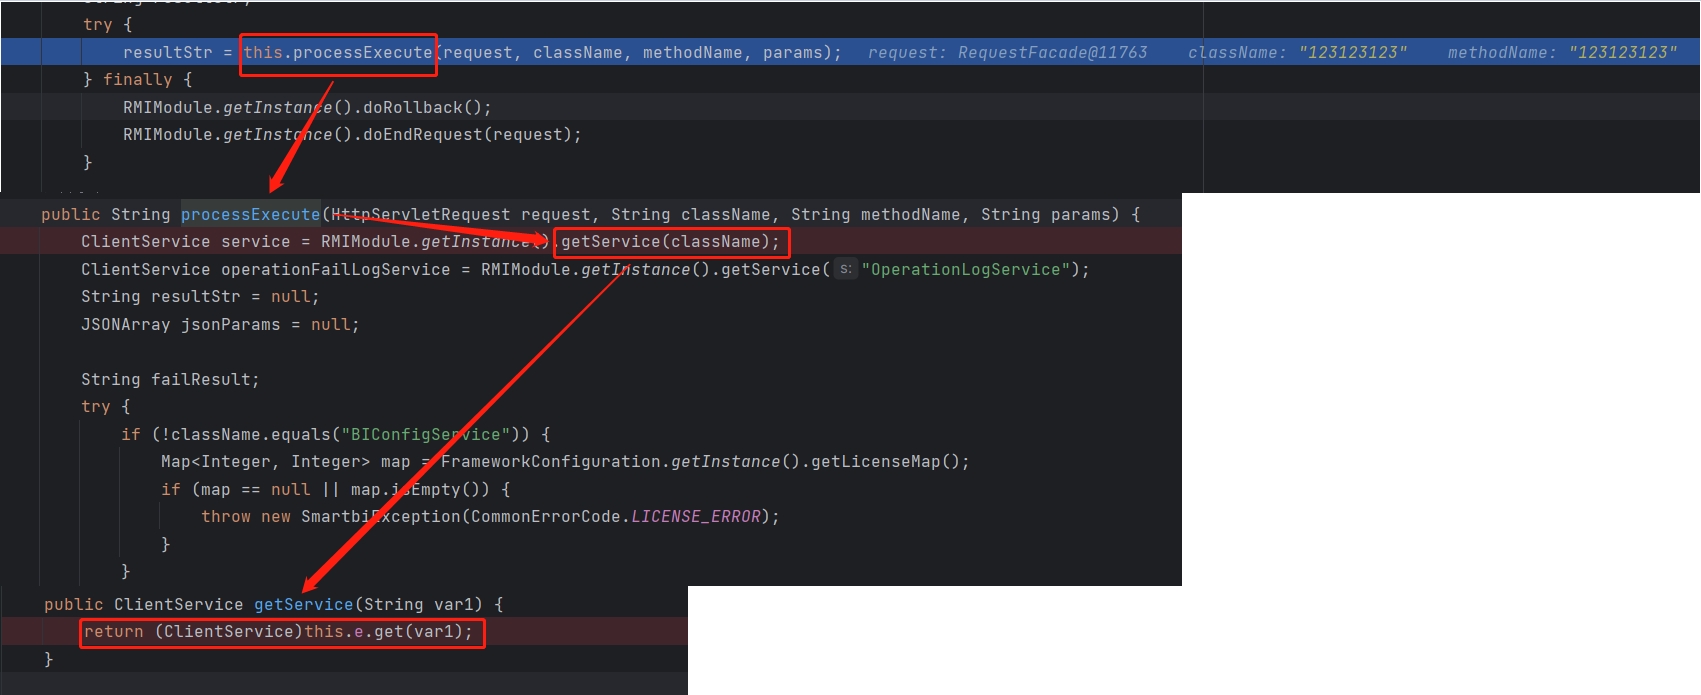 try {
resultStr = this.processExecute(request, className, methodName, params); request: RequestFacade@11763 className: "123123123" methodName: "123123123"
} finally {
RMIModule.getInstance().doRollback();
RMIModule.getInstance().doEndRequest(request);
}
public String processExecute(HttpServletRequest request, String className, String methodName, String params) {
ClientService service = RMIModule.getInstance().getService(className);
ClientService operationFailLogService = RMIModule.getInstance().getService( s: "OperationLogService");
String resultStr = null;
JSONArray jsonParams = null;
String failResult;
try {
if (!className.equals("BIConfigService")) {
Map<Integer, Integer> map = FrameworkConfiguration.getInstance().getLicenseMap();
if (map == null || map.isEmpty()) {
throw new SmartbiException(CommonErrorCode.LICENSE_ERROR);
}
}
public ClientService getService(String var1) {
return (ClientService)this.e.get(var1);
}